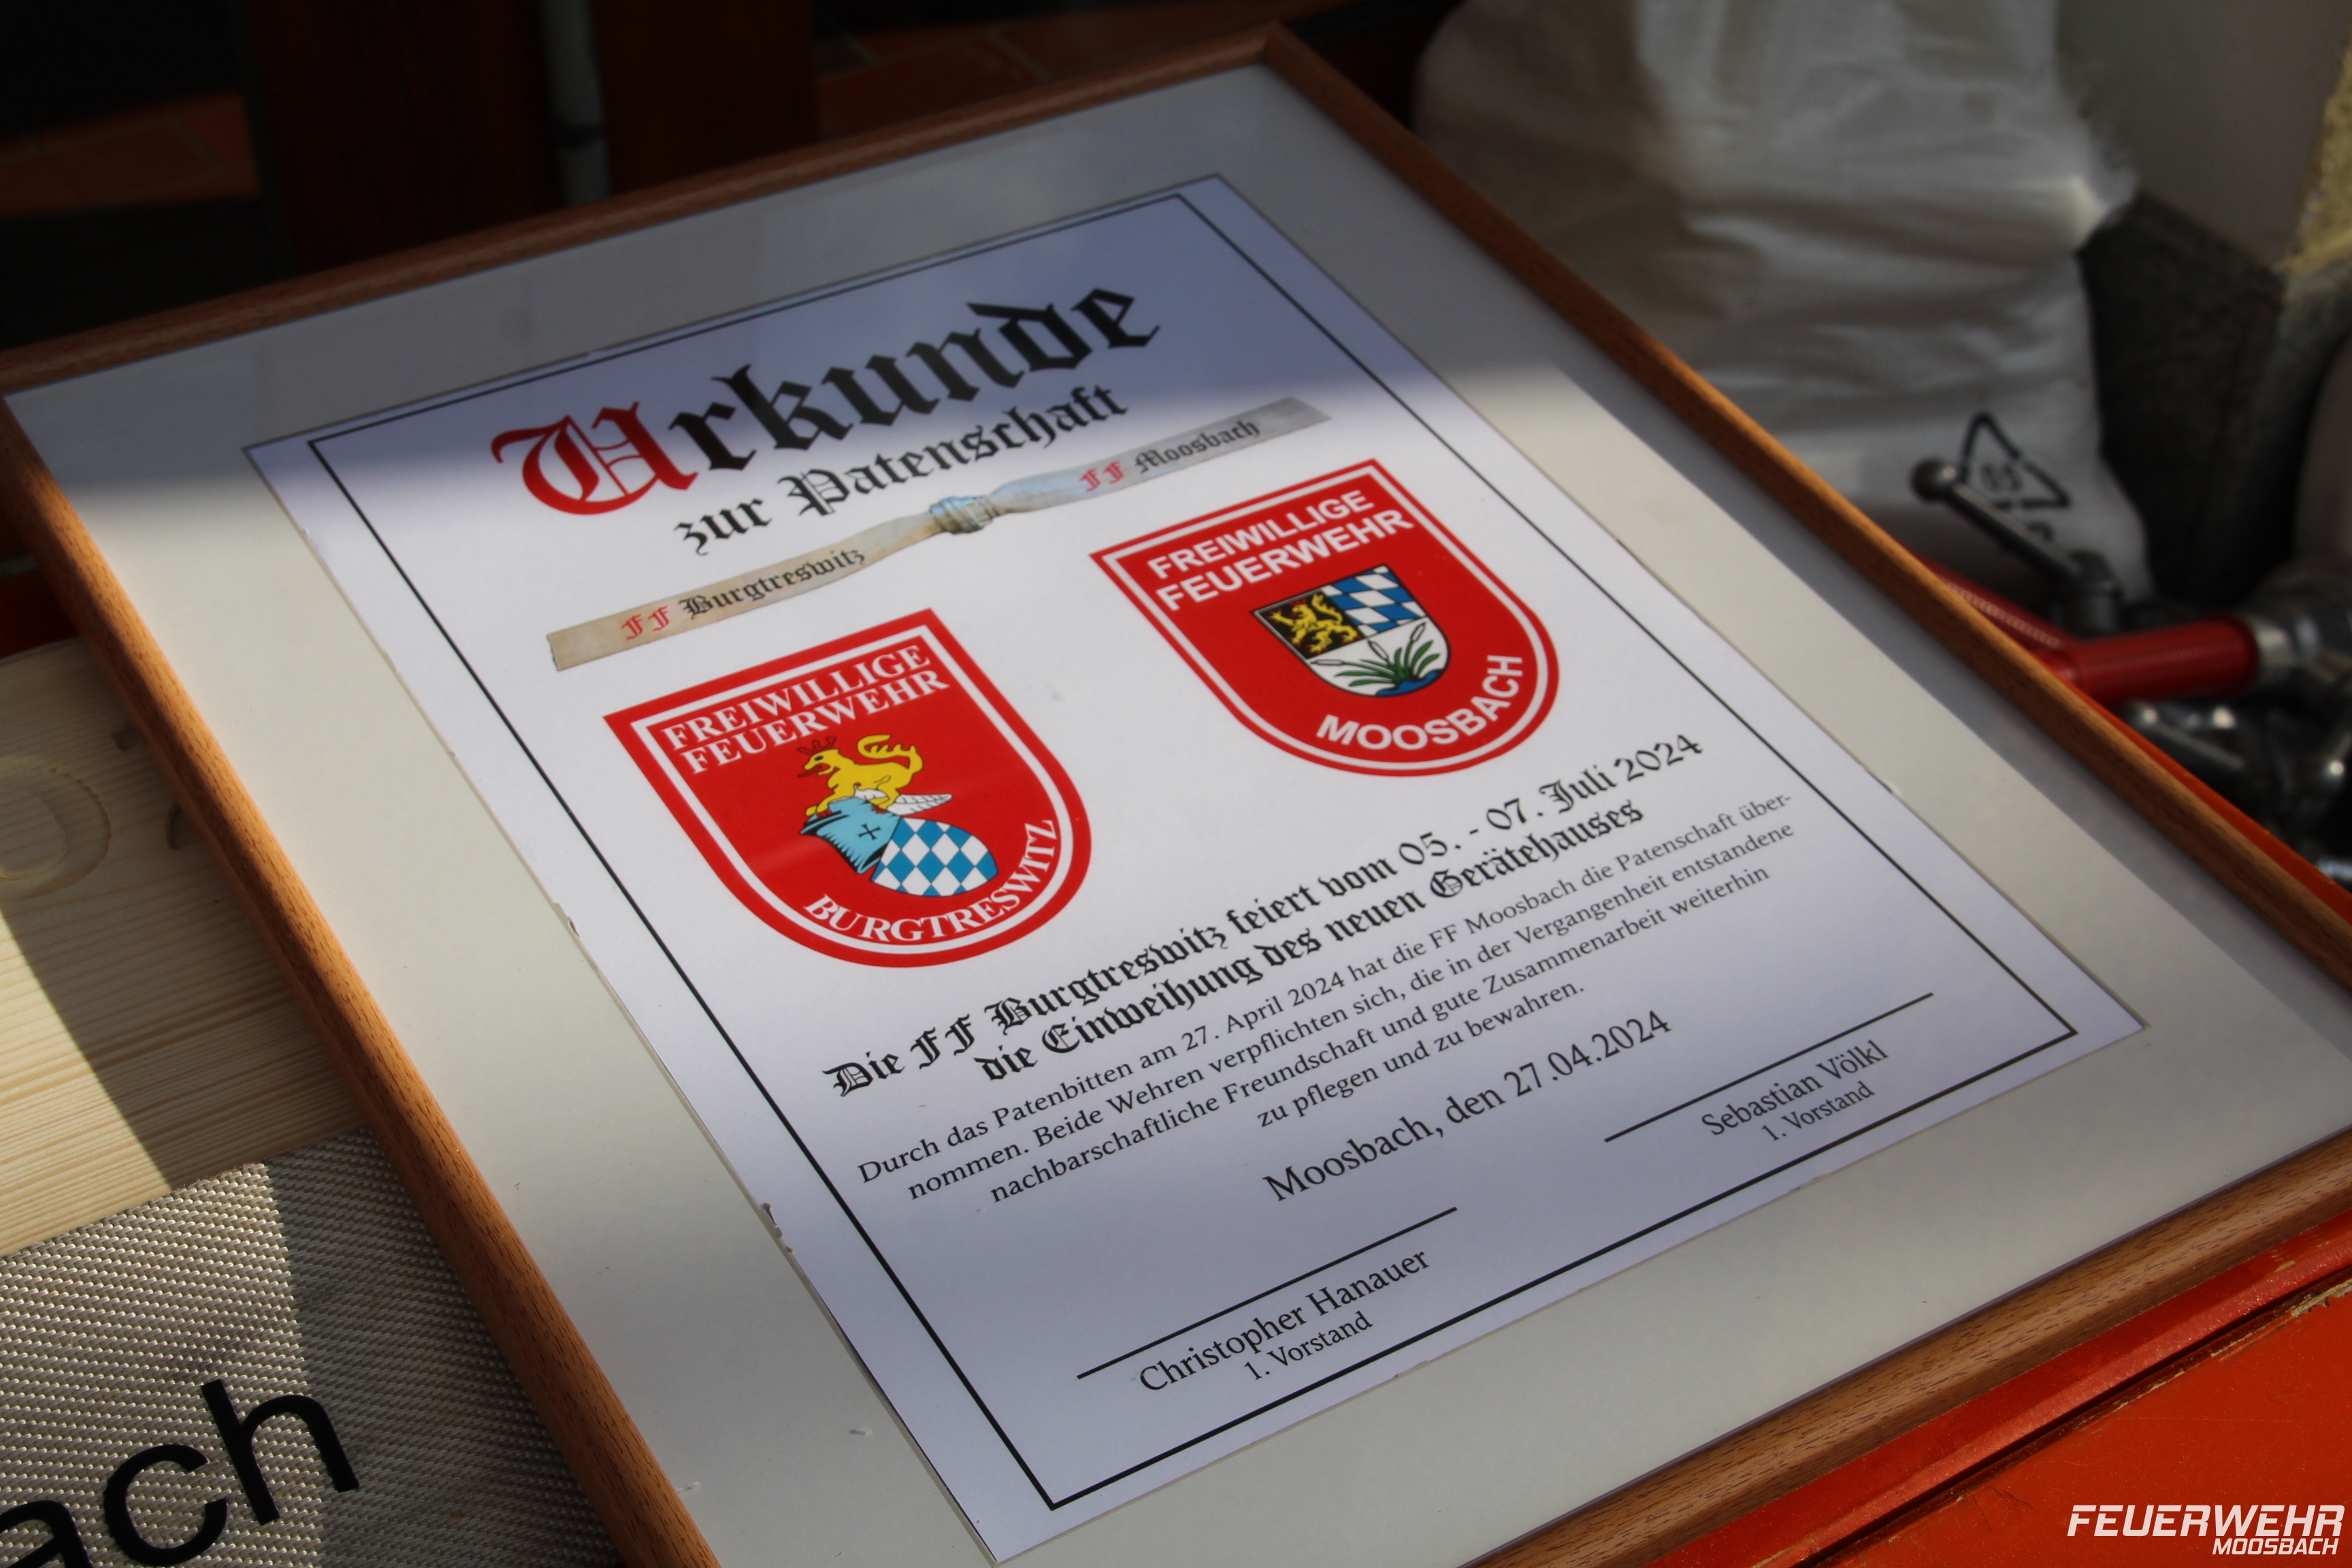 Urkunde
zur Patenschaft
FF Burgtreswitz
FF Moosbach
FREIWILLIGE
FEUERWEHR
BURGTRESWITZ
FREIWILLIGE
FEUERWEHR
MOOSBACH
Die FF Burgtreswitz feiert vom 05. - 07. Juli 2024
die Einweihung des neuen Gerätehauses
Durch das Patenbitten am 27. April 2024 hat die FF Moosbach die Patenschaft über-
nommen. Beide Wehren verpflichten sich, die in der Vergangenheit entstandene
nachbarschaftliche Freundschaft und gute Zusammenarbeit weiterhin
zu pflegen und zu bewahren.
Moosbach, den 27.04.2024
Christopher Hanauer
1. Vorstand
Sebastian Völkl
1. Vorstand
ach
FEUERWEHR
MOOSBACH